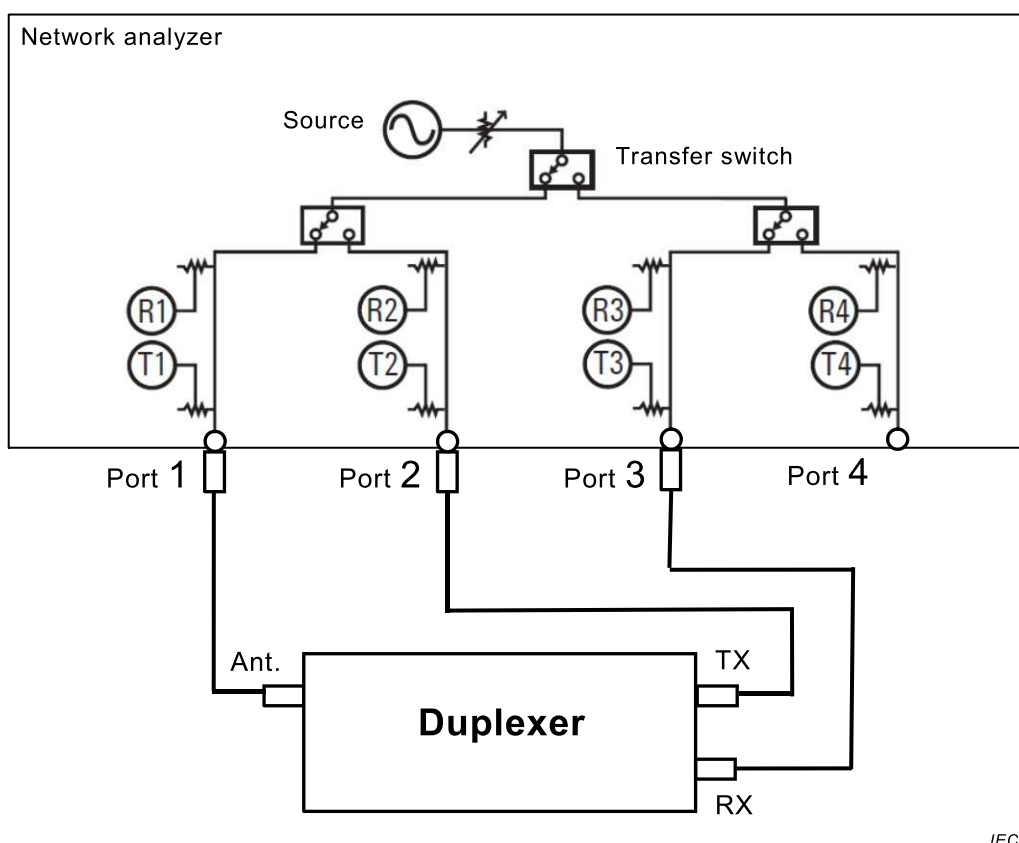 Network analyzer
Source
Transfer switch
R1
R2
R3
R4
T1
T2
T3
T4
Port 1
Port 2
Port 3
Port 4
Ant.
TX
Duplexer
RX
IEC